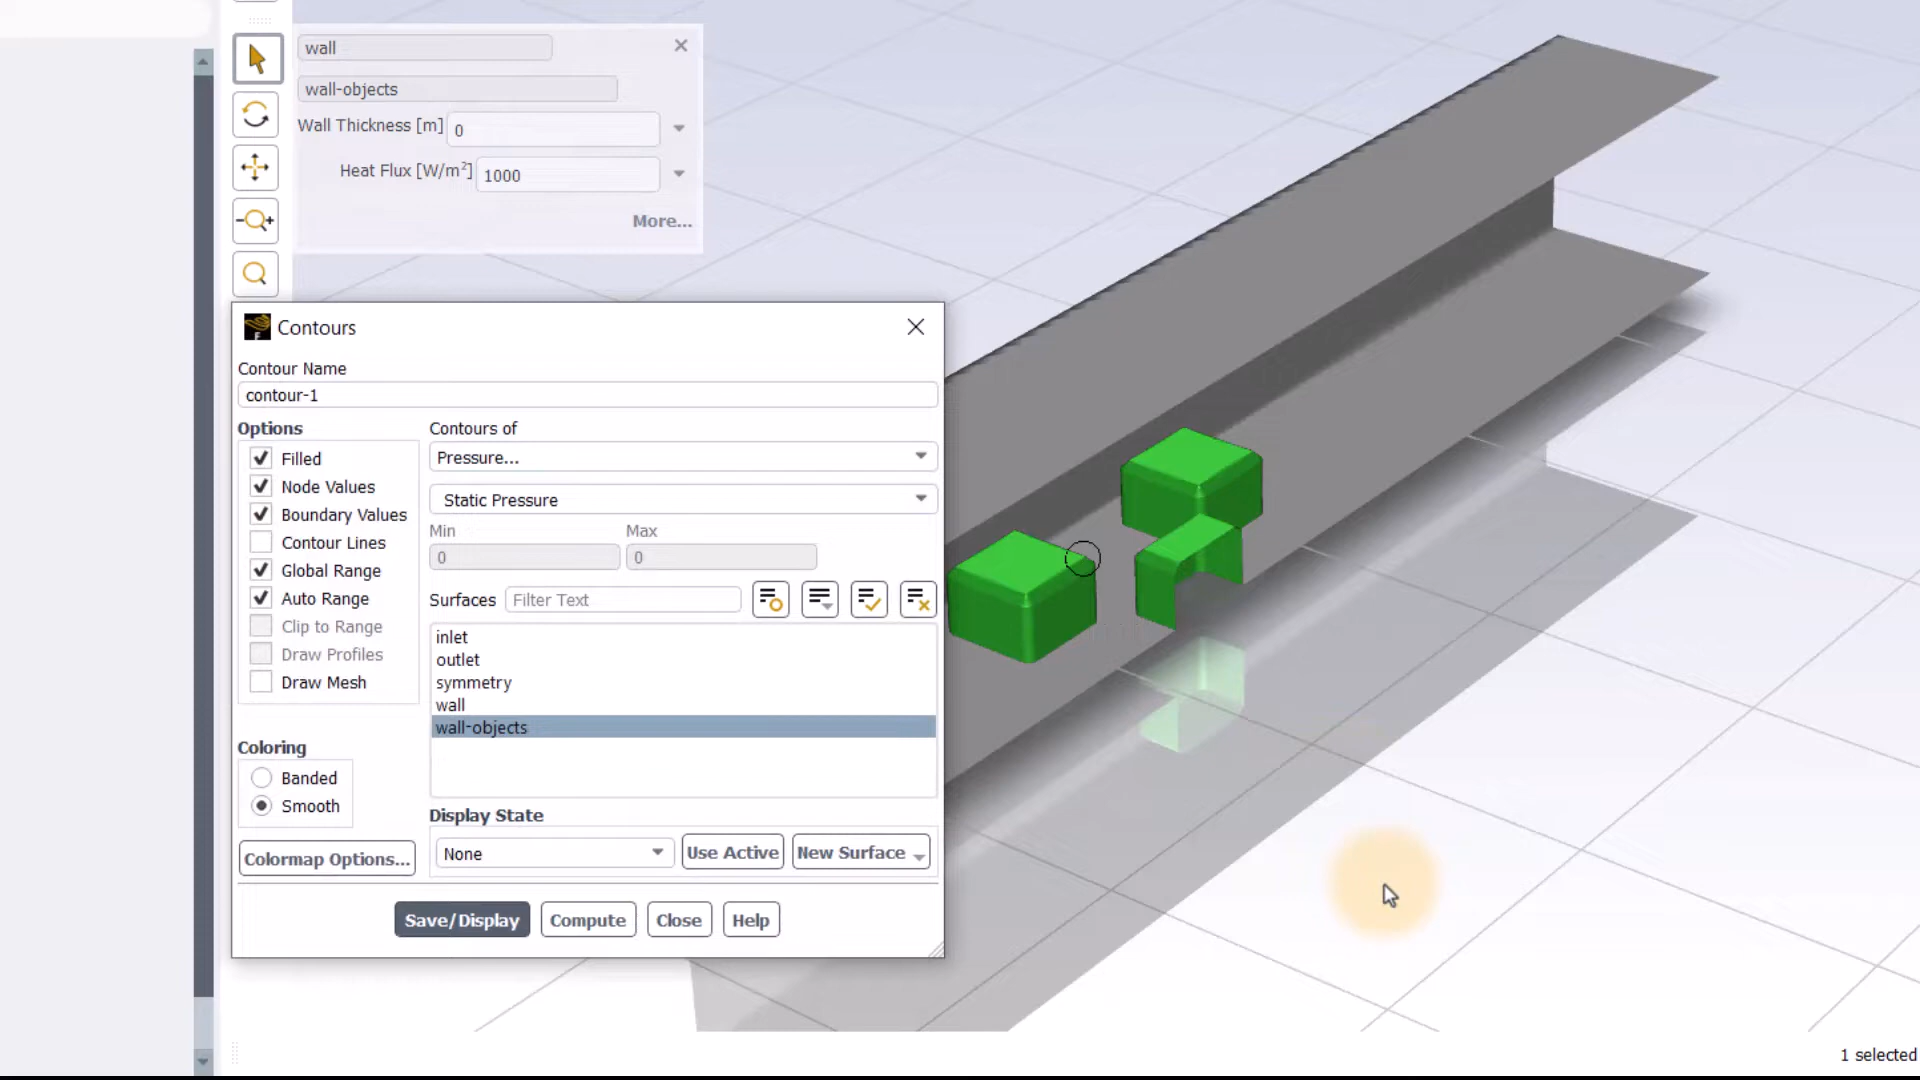 wall
wall-objects
Wall Thickness [m] 0
Heat Flux [W/m²] 1000
More...
Contours
Contour Name
contour-1
Options
Filled
Node Values
Boundary Values
Contour Lines
Global Range
Auto Range
Clip to Range
Draw Profiles
Draw Mesh
Coloring
Banded
Smooth
Colormap Options...
Contours of
Pressure...
Static Pressure
Min Max
0 0
Surfaces Filter Text
inlet
outlet
symmetry
wall
wall-objects
Display State
None Use Active New Surface
Save/Display Compute Close Help
1 selected